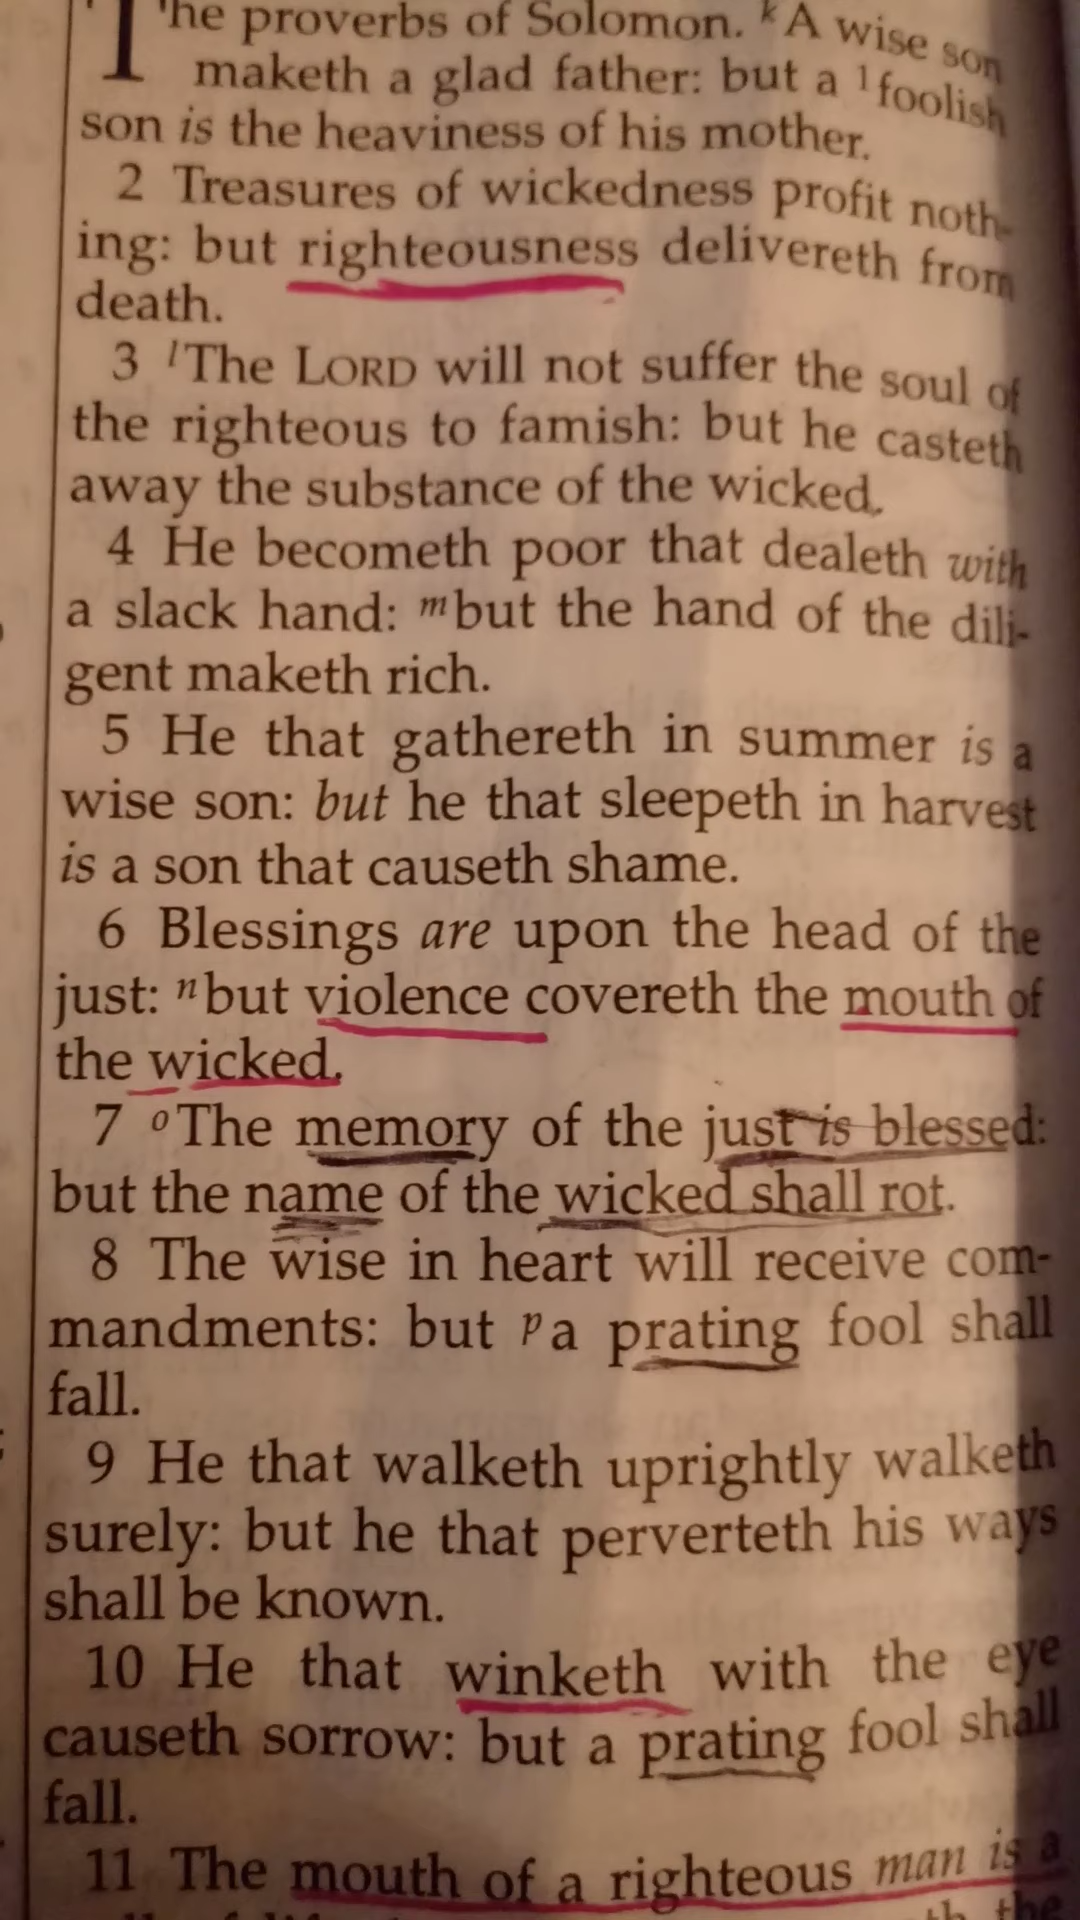 The proverbs of Solomon. k A wise son
maketh a glad father: but a 1 foolish
son is the heaviness of his mother.
2 Treasures of wickedness profit noth-
ing: but righteousness delivereth from
death.
3 l The LORD will not suffer the soul of
the righteous to famish: but he casteth
away the substance of the wicked.
4 He becometh poor that dealeth with
a slack hand: m but the hand of the dili-
gent maketh rich.
5 He that gathereth in summer is a
wise son: but he that sleepeth in harvest
is a son that causeth shame.
6 Blessings are upon the head of the
just: n but violence covereth the mouth of
the wicked.
7 o The memory of the just is blessed:
but the name of the wicked shall rot.
8 The wise in heart will receive com-
mandments: but p a prating fool shall
fall.
9 He that walketh uprightly walketh
surely: but he that perverteth his ways
shall be known.
10 He that winketh with the eye
causeth sorrow: but a prating fool shall
fall.
11 The mouth of a righteous man is a
the